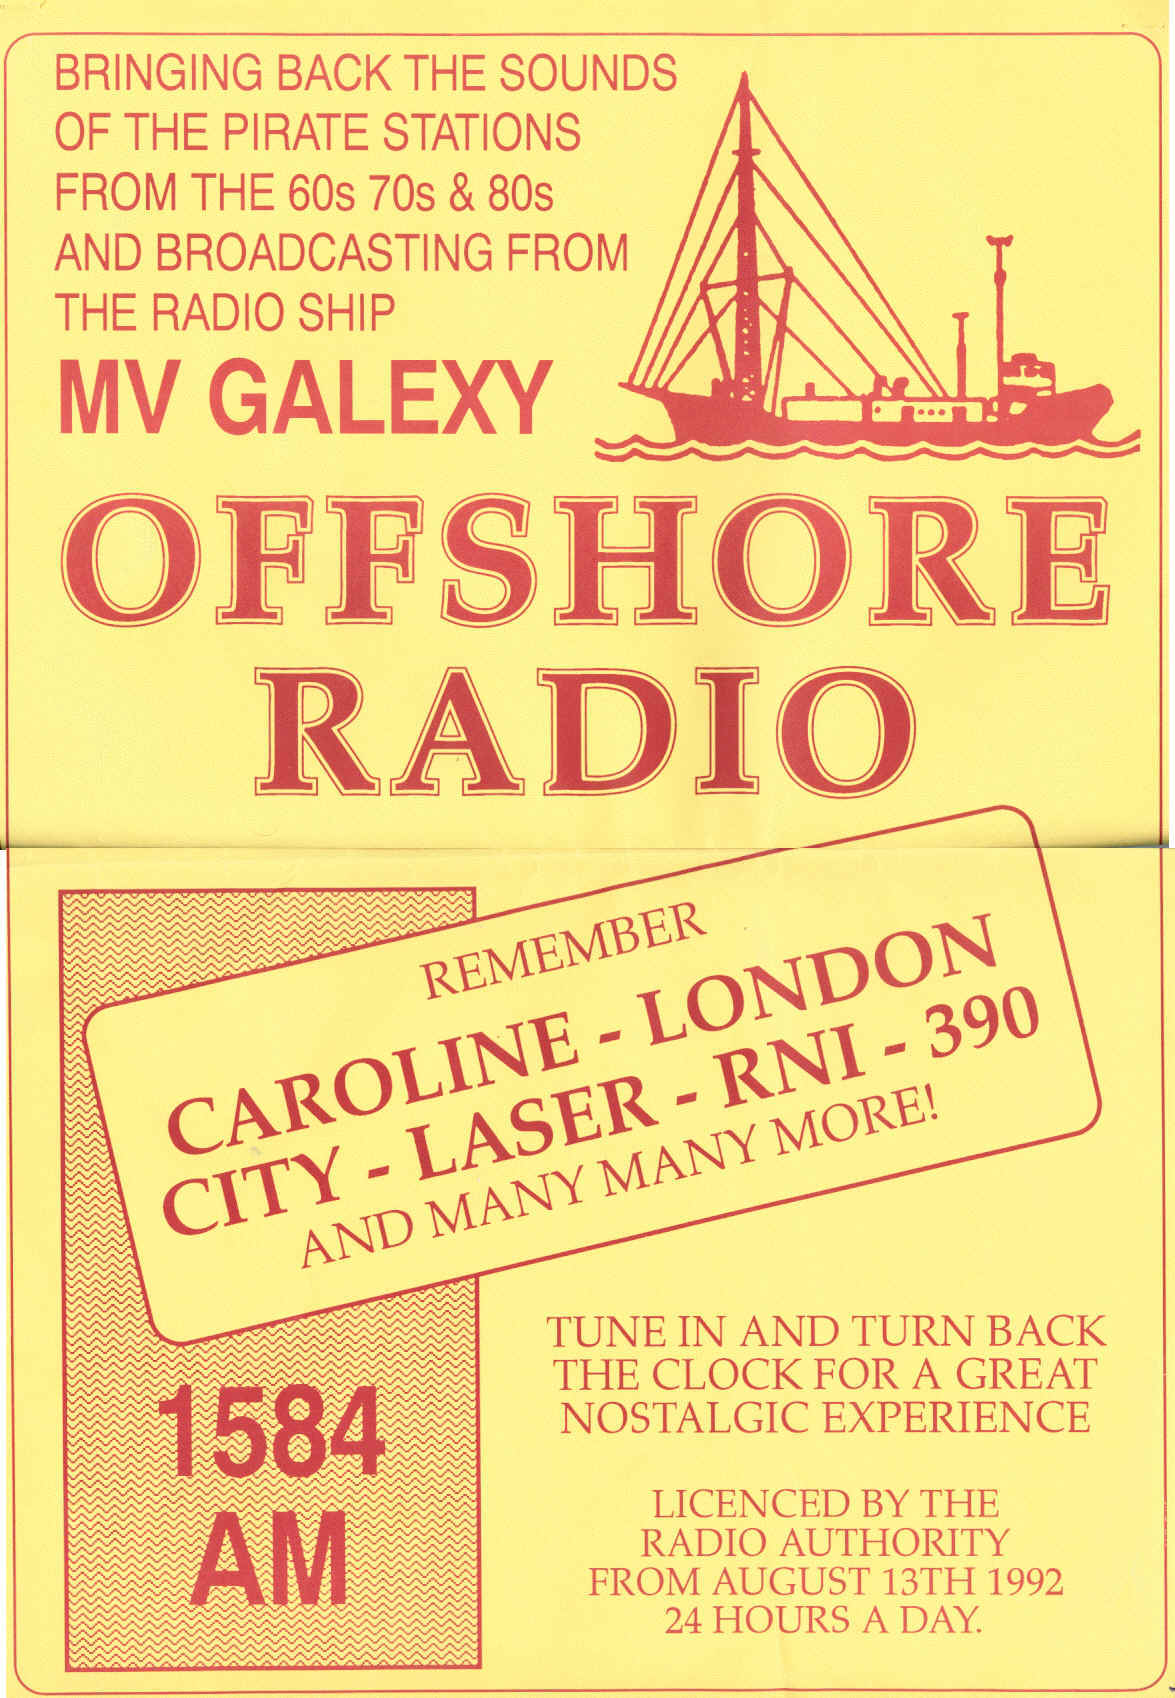 BRINGING BACK THE SOUNDS
OF THE PIRATE STATIONS
FROM THE 60s 70s & 80s
AND BROADCASTING FROM
THE RADIO SHIP
MV GALEXY
OFFSHORE
RADIO
REMEMBER
CAROLINE - LONDON
CITY - LASER - RNI - 390
AND MANY MANY MORE!
1584
AM
TUNE IN AND TURN BACK
THE CLOCK FOR A GREAT
NOSTALGIC EXPERIENCE
LICENCED BY THE
RADIO AUTHORITY
FROM AUGUST 13TH 1992
24 HOURS A DAY.